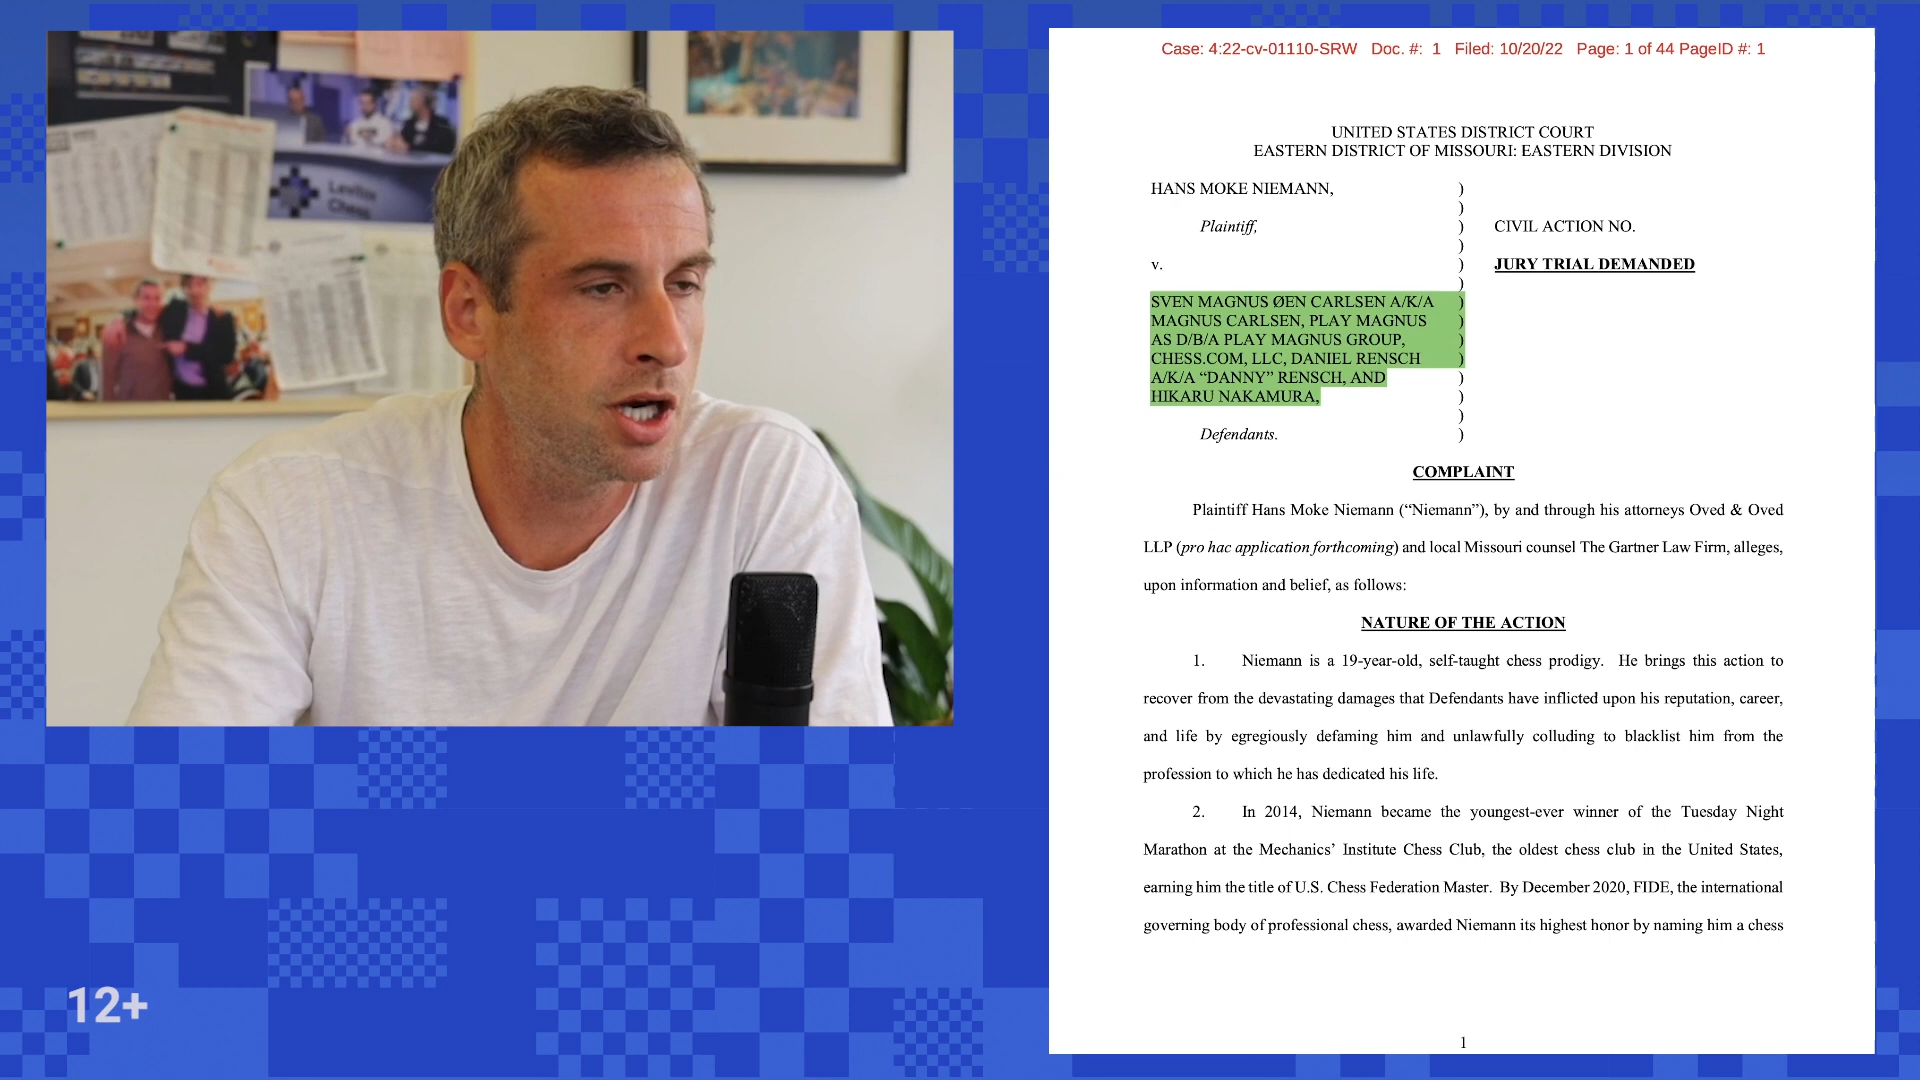 Levitov
Chess
12+
Case: 4:22-cv-01110-SRW Doc. #: 1 Filed: 10/20/22 Page: 1 of 44 PageID #: 1
UNITED STATES DISTRICT COURT
EASTERN DISTRICT OF MISSOURI: EASTERN DIVISION
HANS MOKE NIEMANN, )
)
Plaintiff, ) CIVIL ACTION NO.
)
v. ) JURY TRIAL DEMANDED
)
SVEN MAGNUS ØEN CARLSEN A/K/A )
MAGNUS CARLSEN, PLAY MAGNUS )
AS D/B/A PLAY MAGNUS GROUP, )
CHESS.COM, LLC, DANIEL RENSCH )
A/K/A “DANNY” RENSCH, AND )
HIKARU NAKAMURA, )
)
Defendants. )
COMPLAINT
Plaintiff Hans Moke Niemann (“Niemann”), by and through his attorneys Oved & Oved
LLP (pro hac application forthcoming) and local Missouri counsel The Gartner Law Firm, alleges,
upon information and belief, as follows:
NATURE OF THE ACTION
1. Niemann is a 19-year-old, self-taught chess prodigy. He brings this action to
recover from the devastating damages that Defendants have inflicted upon his reputation, career,
and life by egregiously defaming him and unlawfully colluding to blacklist him from the
profession to which he has dedicated his life.
2. In 2014, Niemann became the youngest-ever winner of the Tuesday Night
Marathon at the Mechanics’ Institute Chess Club, the oldest chess club in the United States,
earning him the title of U.S. Chess Federation Master. By December 2020, FIDE, the international
governing body of professional chess, awarded Niemann its highest honor by naming him a chess
1